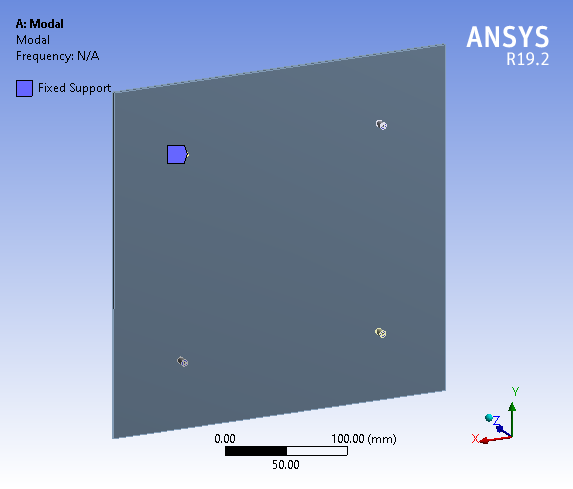 A: Modal
Modal
Frequency: N/A
Fixed Support
ANSYS
R19.2
0.00
100.00 (mm)
50.00
Y
Z
X